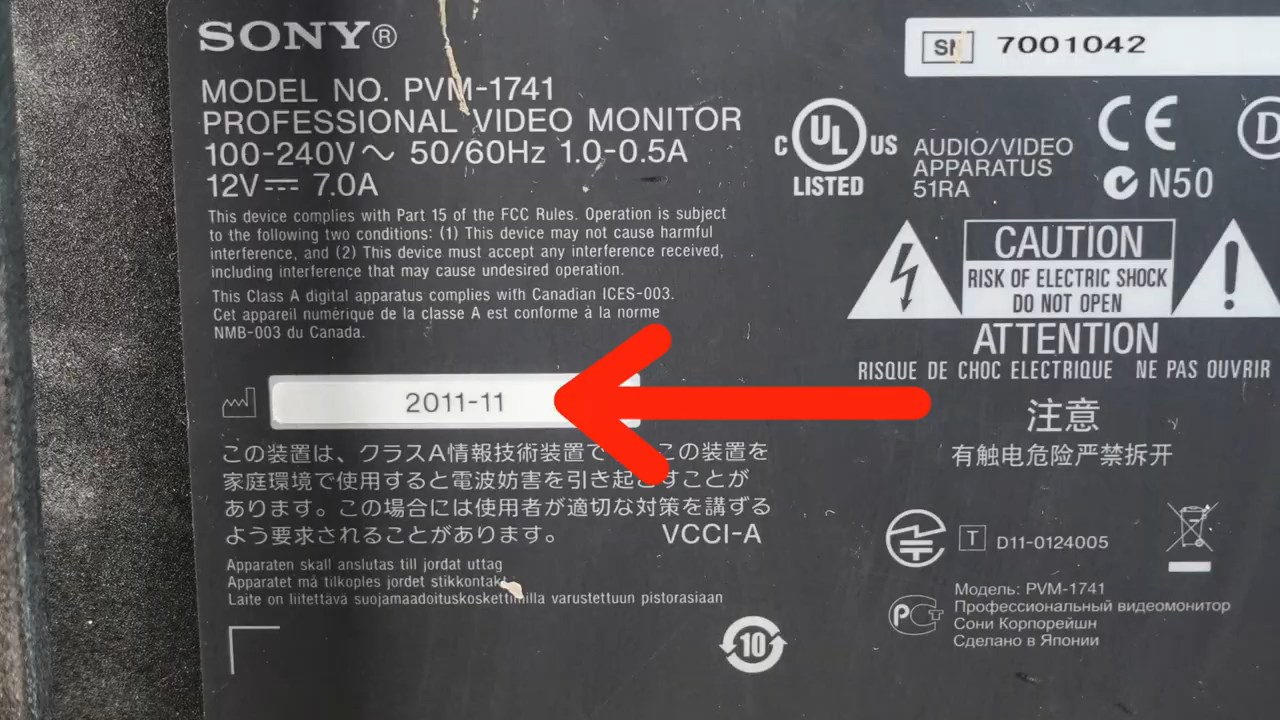 SONY®
MODEL NO. PVM-1741
PROFESSIONAL VIDEO MONITOR
100-240V～ 50/60Hz 1.0-0.5A
12V⎓ 7.0A
This device complies with Part 15 of the FCC Rules. Operation is subject
to the following two conditions: (1) This device may not cause harmful
interference, and (2) This device must accept any interference received,
including interference that may cause undesired operation.
This Class A digital apparatus complies with Canadian ICES-003.
Cet appareil numérique de la classe A est conforme à la norme
NMB-003 du Canada.
2011-11
この装置は、クラスA情報技術装置で この装置を
家庭環境で使用すると電波妨害を引き起こすことが
あります。この場合には使用者が適切な対策を講ずる
よう要求されることがあります。 VCCI-A
Apparaten skall anslutas till jordat uttag
Apparatet må tilkoples jordet stikkontakt
Laite on liitettävä suojamaadoituskoskettimilla varustettuun pistorasiaan
10
SN 7001042
C UL US
LISTED
AUDIO/VIDEO
APPARATUS
51RA
CE
N50
D
CAUTION
RISK OF ELECTRIC SHOCK
DO NOT OPEN
ATTENTION
RISQUE DE CHOC ELECTRIQUE NE PAS OUVRIR
注意
有触电危险严禁拆开
T D11-0124005
Модель: PVM-1741
Профессиональный видеомонитор
Сони Корпорейшн
Сделано в Японии